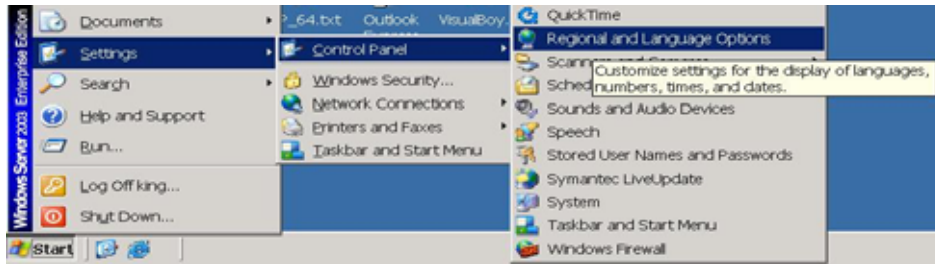 Windows Server 2003 Enterprise Edition
Documents
Settings
Search
Help and Support
Run...
Log Off king...
Shut Down...
Start
Control Panel
Windows Security...
Network Connections
Printers and Faxes
Taskbar and Start Menu
_64.txt
Outlook
VisualBoy.
QuickTime
Regional and Language Options
Customize settings for the display of languages,
numbers, times, and dates.
Sounds and Audio Devices
Speech
Stored User Names and Passwords
Symantec LiveUpdate
System
Taskbar and Start Menu
Windows Firewall